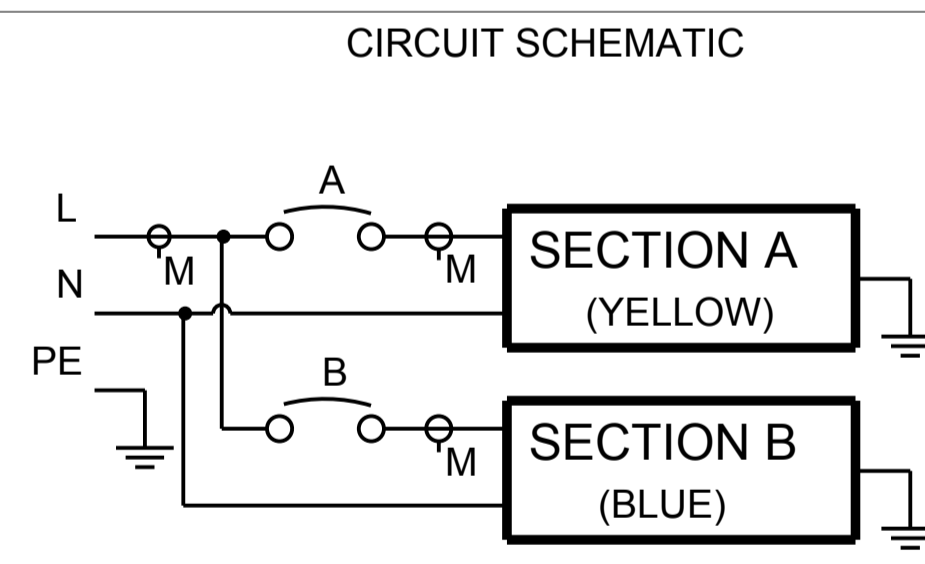 CIRCUIT SCHEMATIC
A
L
M
M
SECTION A
(YELLOW)
N
PE
B
M
SECTION B
(BLUE)